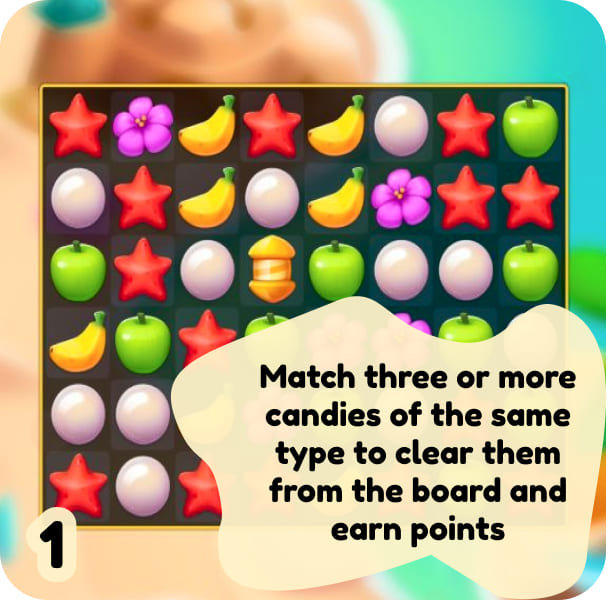 Match three or more
candies of the same
type to clear them
from the board and
earn points
1